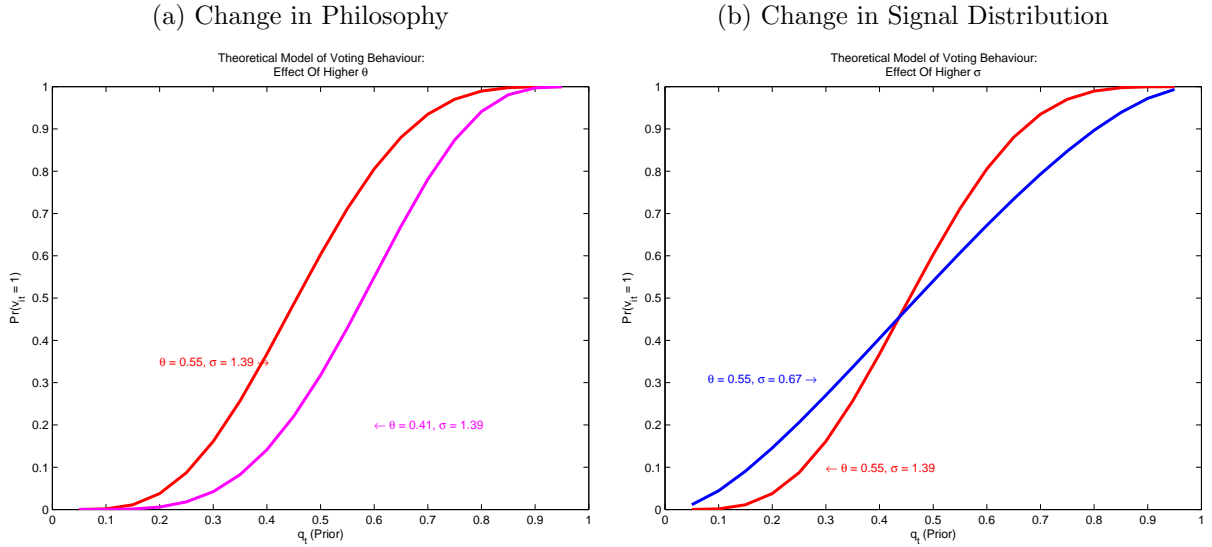 (a) Change in Philosophy
Theoretical Model of Voting Behaviour:
Effect Of Higher θ
1
0.9
0.8
0.7
0.6
0.5
0.4
0.3
0.2
0.1
0
Pr(v_it = 1)
θ = 0.55, σ = 1.39 →
← θ = 0.41, σ = 1.39
0 0.1 0.2 0.3 0.4 0.5 0.6 0.7 0.8 0.9 1
q_t (Prior)
(b) Change in Signal Distribution
Theoretical Model of Voting Behaviour:
Effect Of Higher σ
1
0.9
0.8
0.7
0.6
0.5
0.4
0.3
0.2
0.1
0
Pr(v_it = 1)
θ = 0.55, σ = 0.67 →
← θ = 0.55, σ = 1.39
0 0.1 0.2 0.3 0.4 0.5 0.6 0.7 0.8 0.9 1
q_t (Prior)